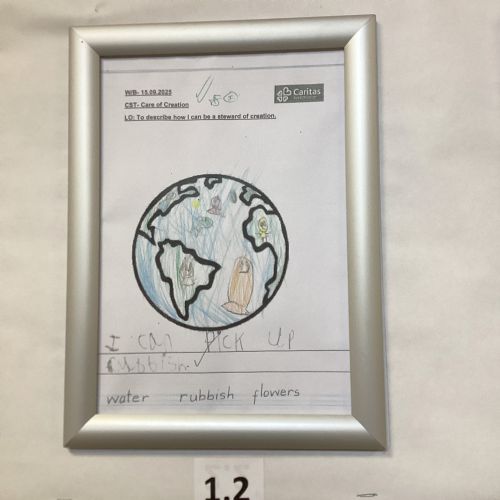 W/B- 15.09.2025
CST- Care of Creation
Caritas
LO: To describe how I can be a steward of creation.
I can pick up
rubbish.
water rubbish flowers
1.2